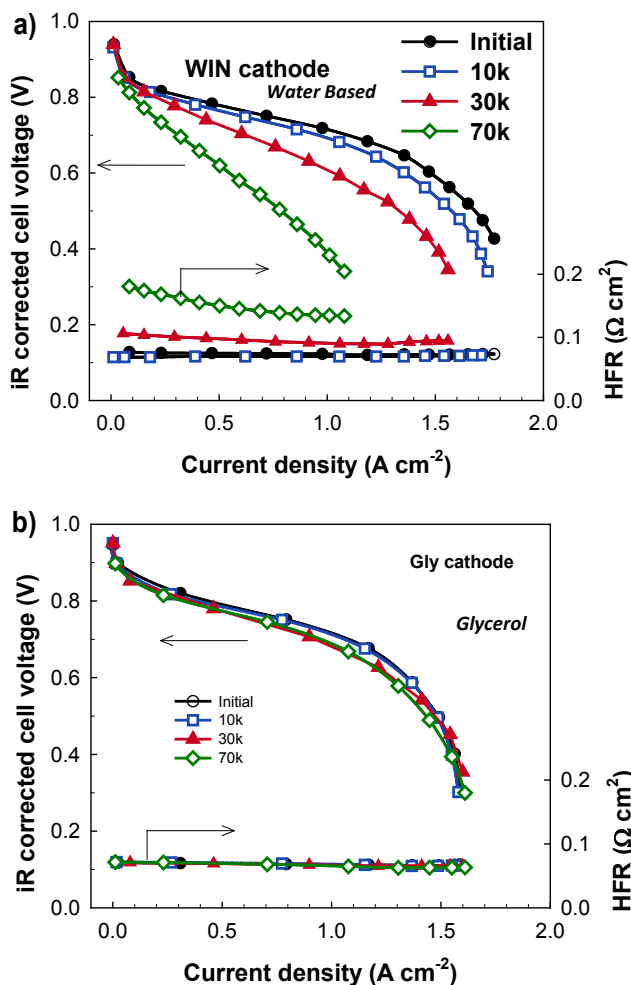 a)
WIN cathode
Water Based
Initial
10k
30k
70k
iR corrected cell voltage (V)
1.0
0.8
0.6
0.4
0.2
0.0
HFR (Ω cm²)
0.2
0.1
0.0
0.0 0.5 1.0 1.5 2.0
Current density (A cm⁻²)
b)
Gly cathode
Glycerol
Initial
10k
30k
70k
iR corrected cell voltage (V)
1.0
0.8
0.6
0.4
0.2
0.0
HFR (Ω cm²)
0.2
0.1
0.0
0.0 0.5 1.0 1.5 2.0
Current density (A cm⁻²)